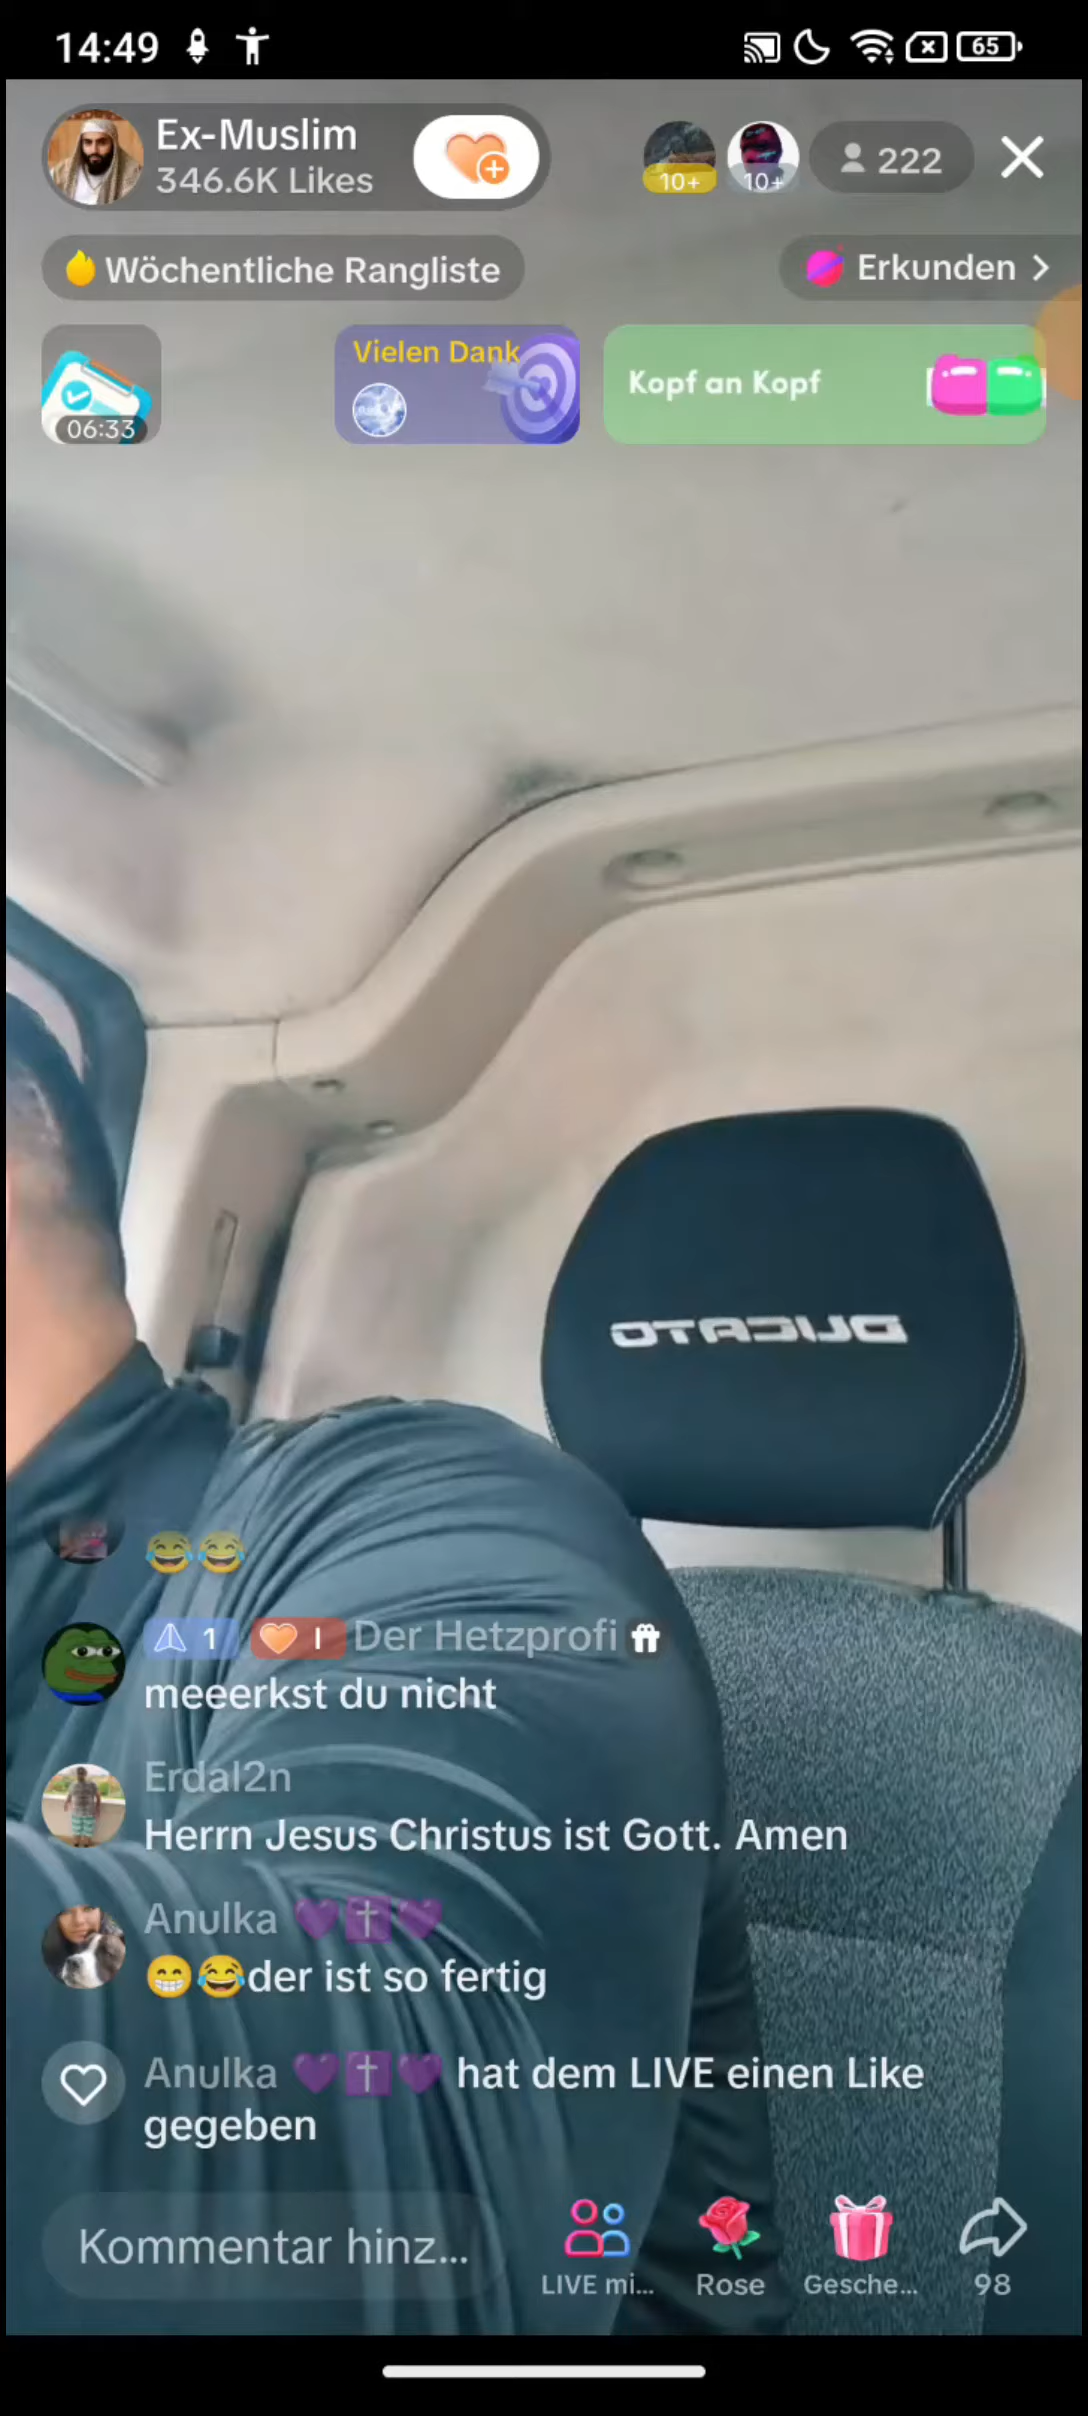 14:49
65
Ex-Muslim
346.6K Likes
10+
10+
222
Wöchentliche Rangliste
Erkunden >
06:33
Vielen Dank
Kopf an Kopf
DUCATO
😂😂
1 I Der Hetzprofi
meeerkst du nicht
Erdal2n
Herrn Jesus Christus ist Gott. Amen
Anulka 💜✝️💜
😁😂der ist so fertig
Anulka 💜✝️💜 hat dem LIVE einen Like
gegeben
Kommentar hinz...
LIVE mi...
Rose
Gesche...
98